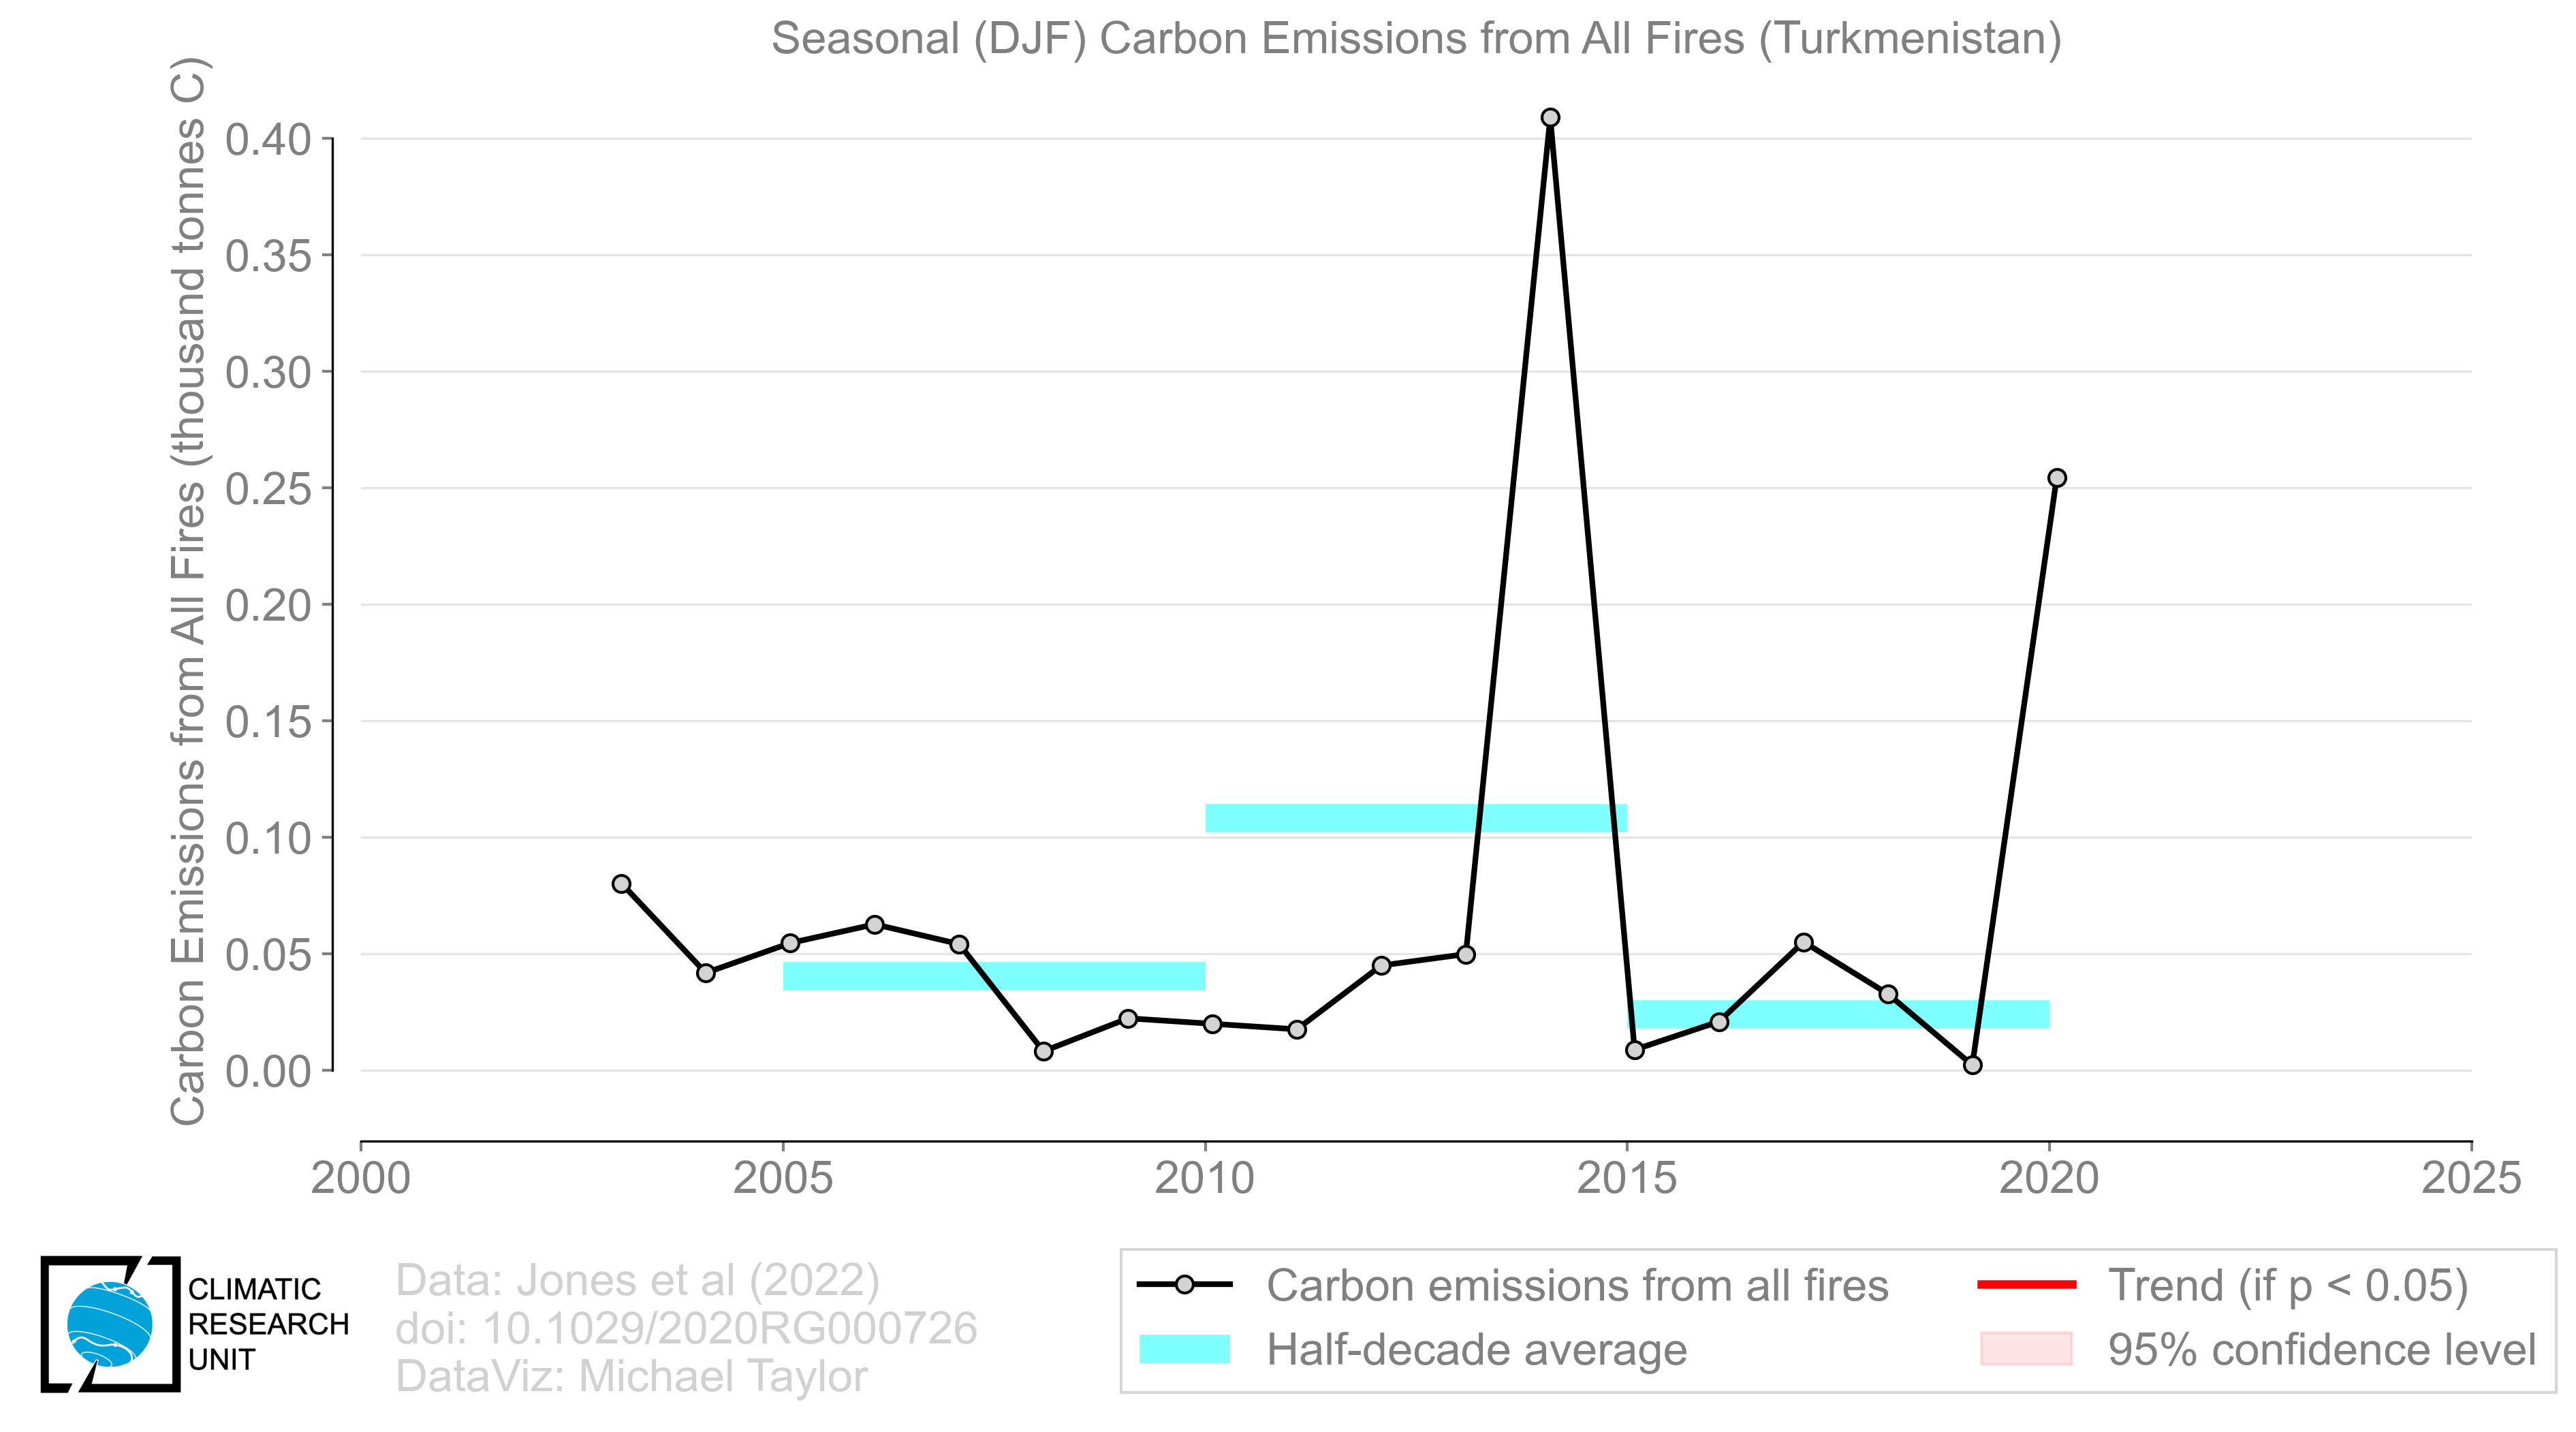 Seasonal (DJF) Carbon Emissions from All Fires (Turkmenistan)
Carbon Emissions from All Fires (thousand tonnes C)
0.40
0.35
0.30
0.25
0.20
0.15
0.10
0.05
0.00
2000 2005 2010 2015 2020 2025
CLIMATIC
RESEARCH
UNIT
Data: Jones et al (2022)
doi: 10.1029/2020RG000726
DataViz: Michael Taylor
Carbon emissions from all fires
Half-decade average
Trend (if p < 0.05)
95% confidence level